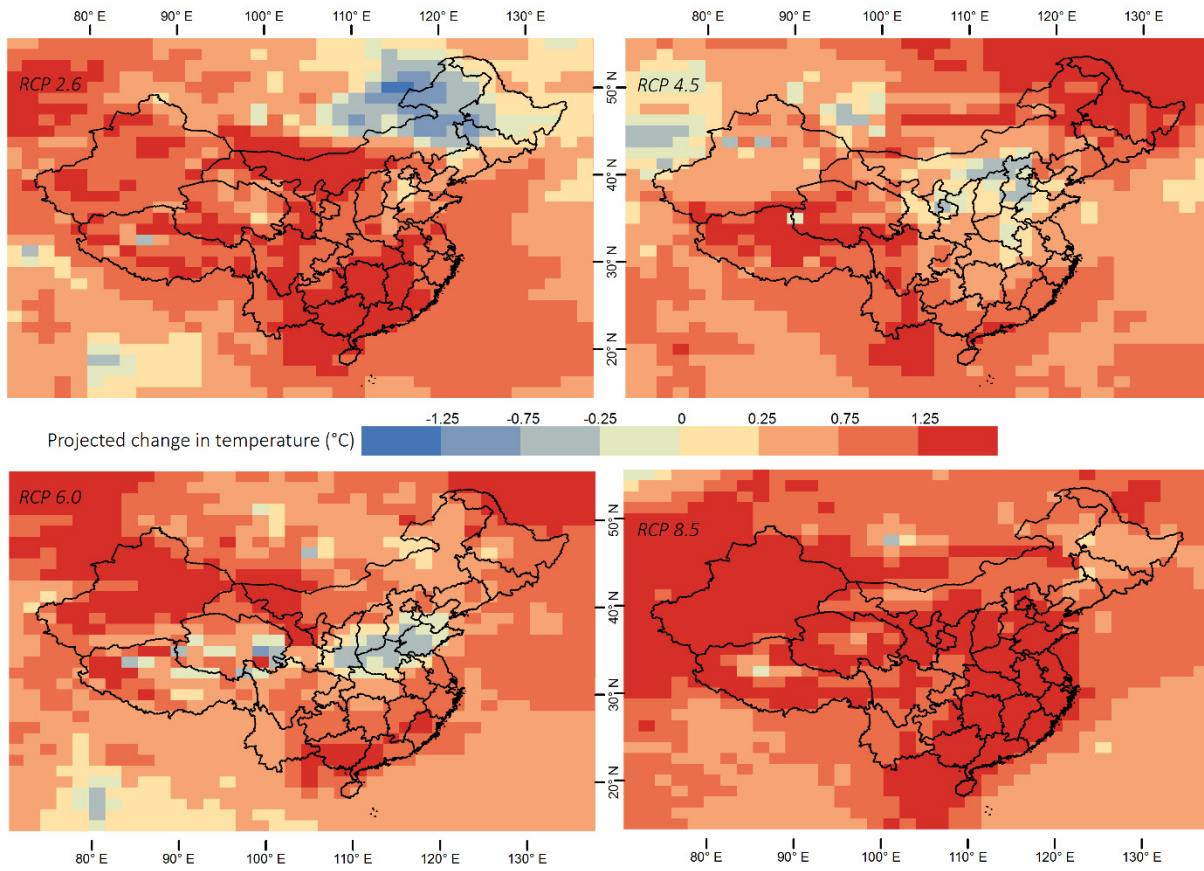 80° E 90° E 100° E 110° E 120° E 130° E 80° E 90° E 100° E 110° E 120° E 130° E
RCP 2.6
RCP 4.5
50° N
40° N
30° N
20° N
-1.25 -0.75 -0.25 0 0.25 0.75 1.25
Projected change in temperature (°C)
RCP 6.0
RCP 8.5
50° N
40° N
30° N
20° N
80° E 90° E 100° E 110° E 120° E 130° E 80° E 90° E 100° E 110° E 120° E 130° E